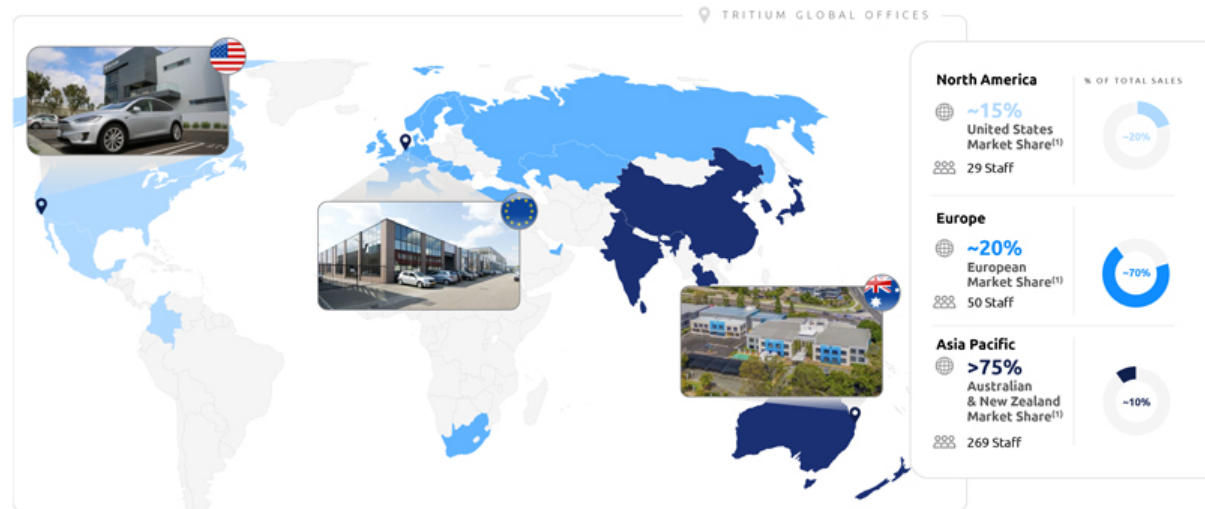 TRITIUM GLOBAL OFFICES
North America
% OF TOTAL SALES
~15%
United States
Market Share(1)
29 Staff
~20%
Europe
~20%
European
Market Share(1)
50 Staff
~70%
Asia Pacific
>75%
Australian
& New Zealand
Market Share(1)
269 Staff
~10%